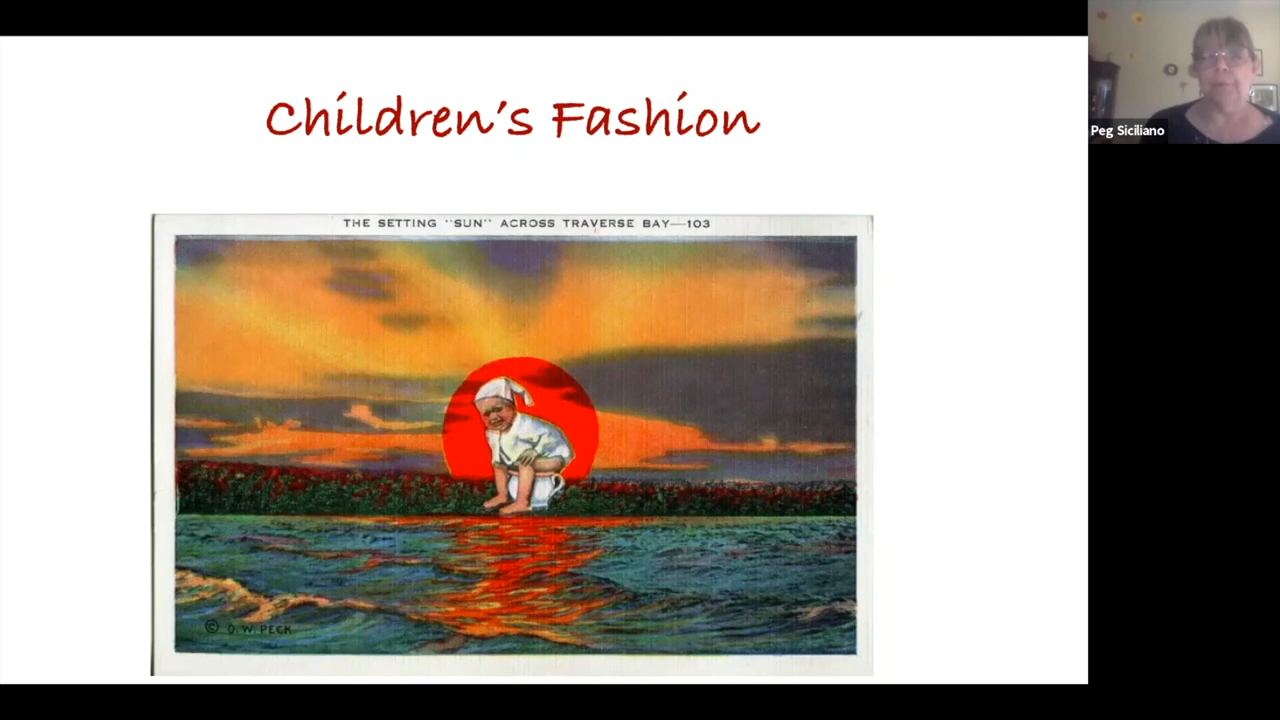 Children's Fashion
THE SETTING "SUN" ACROSS TRAVERSE BAY—103
© O. W. PECK
Peg Siciliano